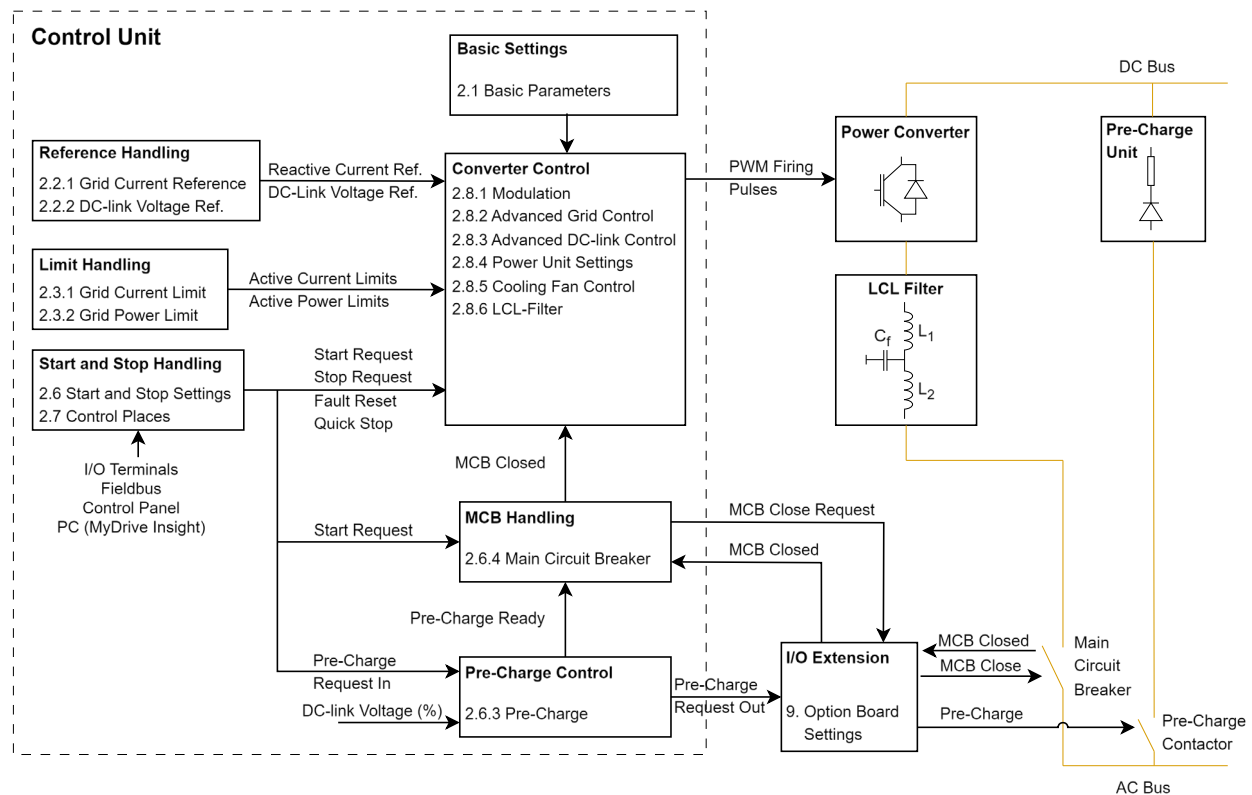 Control Unit
Basic Settings
2.1 Basic Parameters
Reference Handling
2.2.1 Grid Current Reference
2.2.2 DC-link Voltage Ref.
Reactive Current Ref.
DC-Link Voltage Ref.
Converter Control
2.8.1 Modulation
2.8.2 Advanced Grid Control
2.8.3 Advanced DC-link Control
2.8.4 Power Unit Settings
2.8.5 Cooling Fan Control
2.8.6 LCL-Filter
PWM Firing
Pulses
DC Bus
Power Converter
Pre-Charge
Unit
Limit Handling
2.3.1 Grid Current Limit
2.3.2 Grid Power Limit
Active Current Limits
Active Power Limits
LCL Filter
Cf
L1
L2
Start and Stop Handling
2.6 Start and Stop Settings
2.7 Control Places
Start Request
Stop Request
Fault Reset
Quick Stop
I/O Terminals
Fieldbus
Control Panel
PC (MyDrive Insight)
MCB Closed
Start Request
MCB Handling
2.6.4 Main Circuit Breaker
MCB Close Request
MCB Closed
Pre-Charge Ready
Pre-Charge
Request In
DC-link Voltage (%)
Pre-Charge Control
2.6.3 Pre-Charge
Pre-Charge
Request Out
I/O Extension
9. Option Board
Settings
MCB Closed
MCB Close
Pre-Charge
Main
Circuit
Breaker
Pre-Charge
Contactor
AC Bus